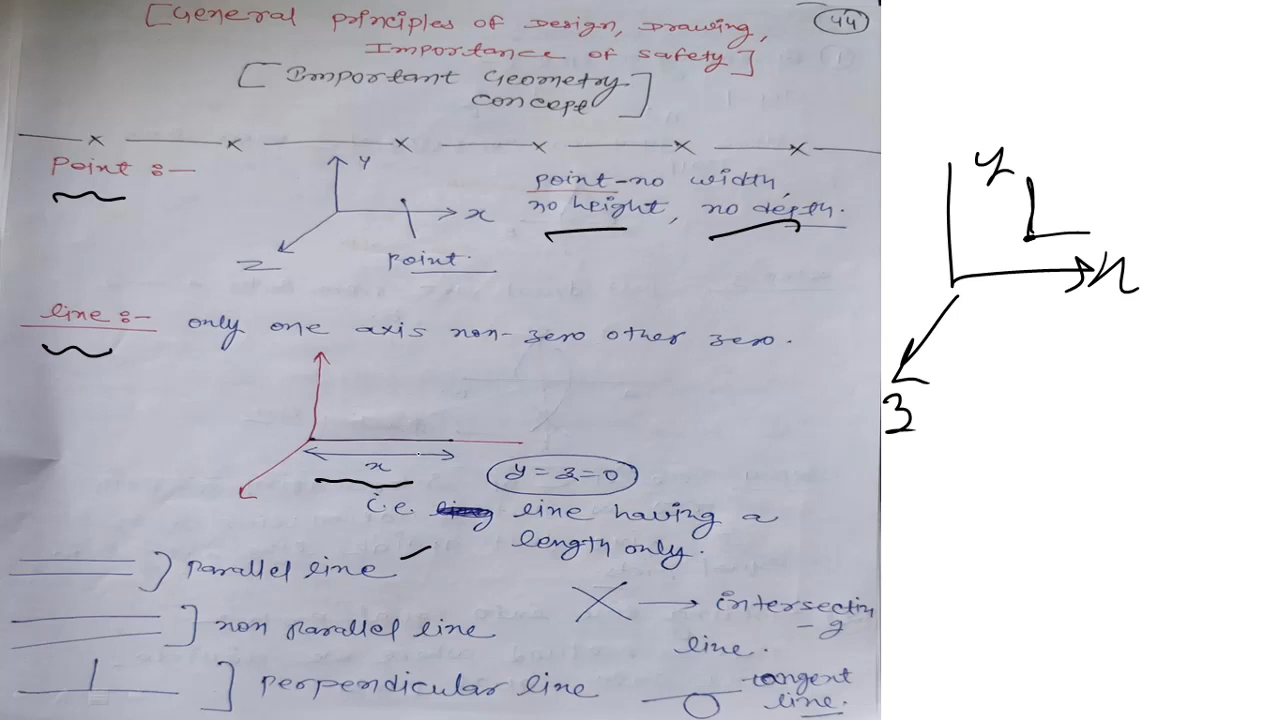 44
[General principles of Design, Drawing,
Importance of safety]
[Important Geometry
concept]
Point :-
Y
X
Z
point
point - no width,
no height, no depth.
line :- only one axis non-zero other zero.
x
y = z = 0
i.e. line having a
length only.
] parallel line
] non parallel line
] perpendicular line
→ intersectin
- g
line.
tangent
line.
y
x
z